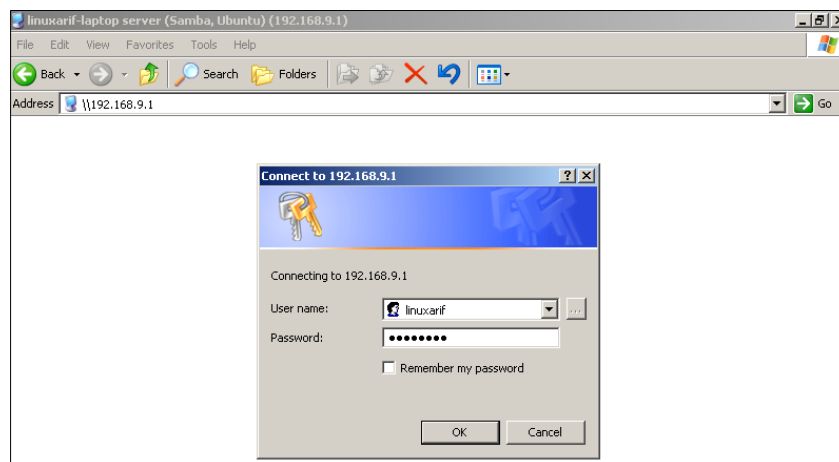 linuxarif-laptop server (Samba, Ubuntu) (192.168.9.1)
File Edit View Favorites Tools Help
Back Search Folders
Address \\192.168.9.1 Go
Connect to 192.168.9.1
Connecting to 192.168.9.1
User name: linuxarif
Password: ●●●●●●●●
Remember my password
OK Cancel